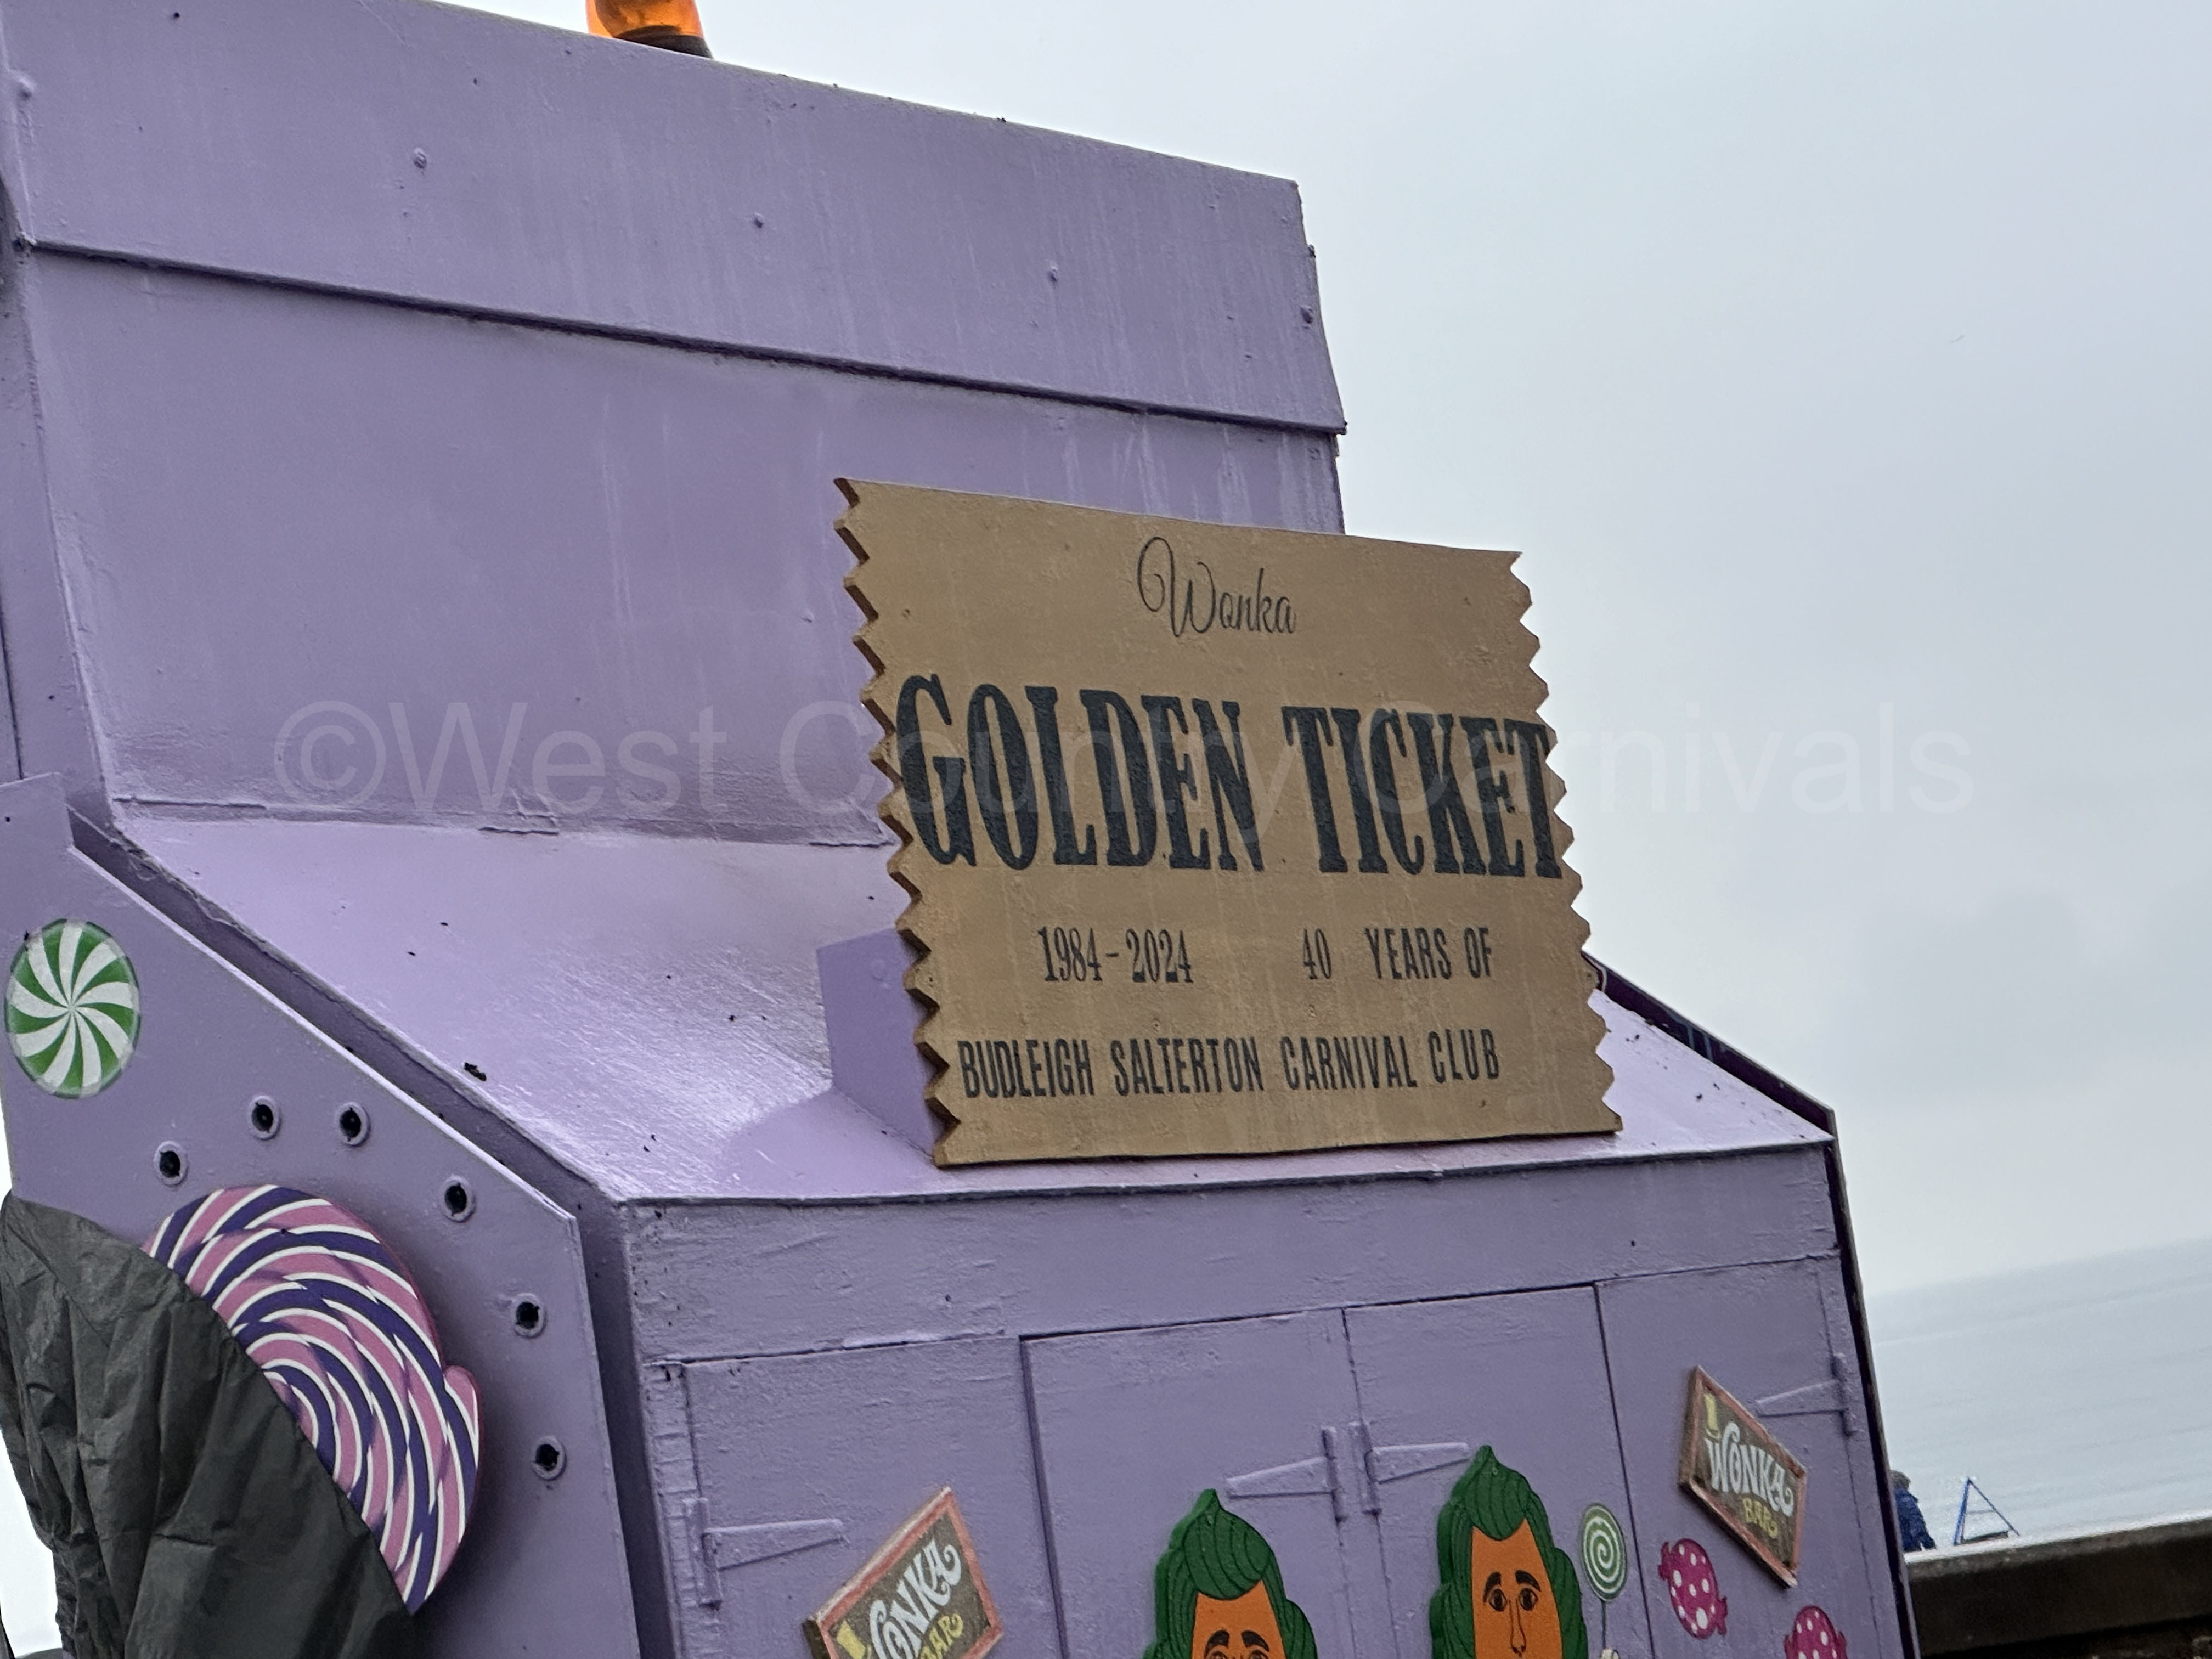 Wonka
GOLDEN TICKET
1984-2024 40 YEARS OF
BUDLEIGH SALTERTON CARNIVAL CLUB
©West Country Carnivals
WONKA
BAR
WONKA
BAR